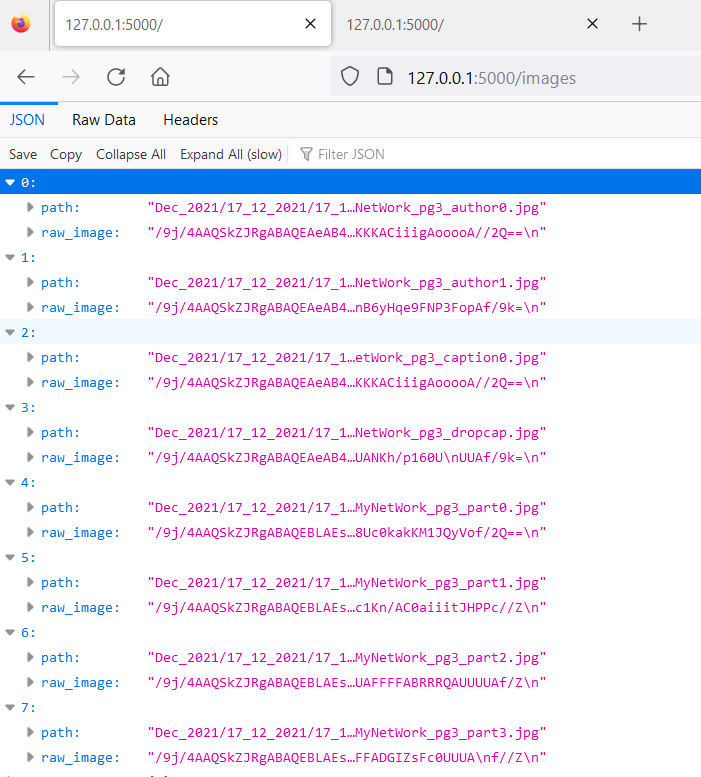 127.0.0.1:5000/ 127.0.0.1:5000/
127.0.0.1:5000/images
JSON Raw Data Headers
Save Copy Collapse All Expand All (slow) Filter JSON
0:
path: "Dec_2021/17_12_2021/17_1…NetWork_pg3_author0.jpg"
raw_image: "/9j/4AAQSkZJRgABAQEAeAB4…KKKACiiigAooooA//2Q==\n"
1:
path: "Dec_2021/17_12_2021/17_1…NetWork_pg3_author1.jpg"
raw_image: "/9j/4AAQSkZJRgABAQEAeAB4…nB6yHqe9FNP3FopAf/9k=\n"
2:
path: "Dec_2021/17_12_2021/17_1…etWork_pg3_caption0.jpg"
raw_image: "/9j/4AAQSkZJRgABAQEAeAB4…KKKACiiigAooooA//2Q==\n"
3:
path: "Dec_2021/17_12_2021/17_1…NetWork_pg3_dropcap.jpg"
raw_image: "/9j/4AAQSkZJRgABAQEAeAB4…UANKh/p160U\nUUAf/9k=\n"
4:
path: "Dec_2021/17_12_2021/17_1…MyNetWork_pg3_part0.jpg"
raw_image: "/9j/4AAQSkZJRgABAQEBLAEs…8Uc0kakKM1JQyVof/2Q==\n"
5:
path: "Dec_2021/17_12_2021/17_1…MyNetWork_pg3_part1.jpg"
raw_image: "/9j/4AAQSkZJRgABAQEBLAEs…c1Kn/AC0aiiitJHPPc//Z\n"
6:
path: "Dec_2021/17_12_2021/17_1…MyNetWork_pg3_part2.jpg"
raw_image: "/9j/4AAQSkZJRgABAQEBLAEs…UAFFFFABRRRQAUUUUAf/Z\n"
7:
path: "Dec_2021/17_12_2021/17_1…MyNetWork_pg3_part3.jpg"
raw_image: "/9j/4AAQSkZJRgABAQEBLAEs…FFADGIZsFc0UUUA\nf//Z\n"